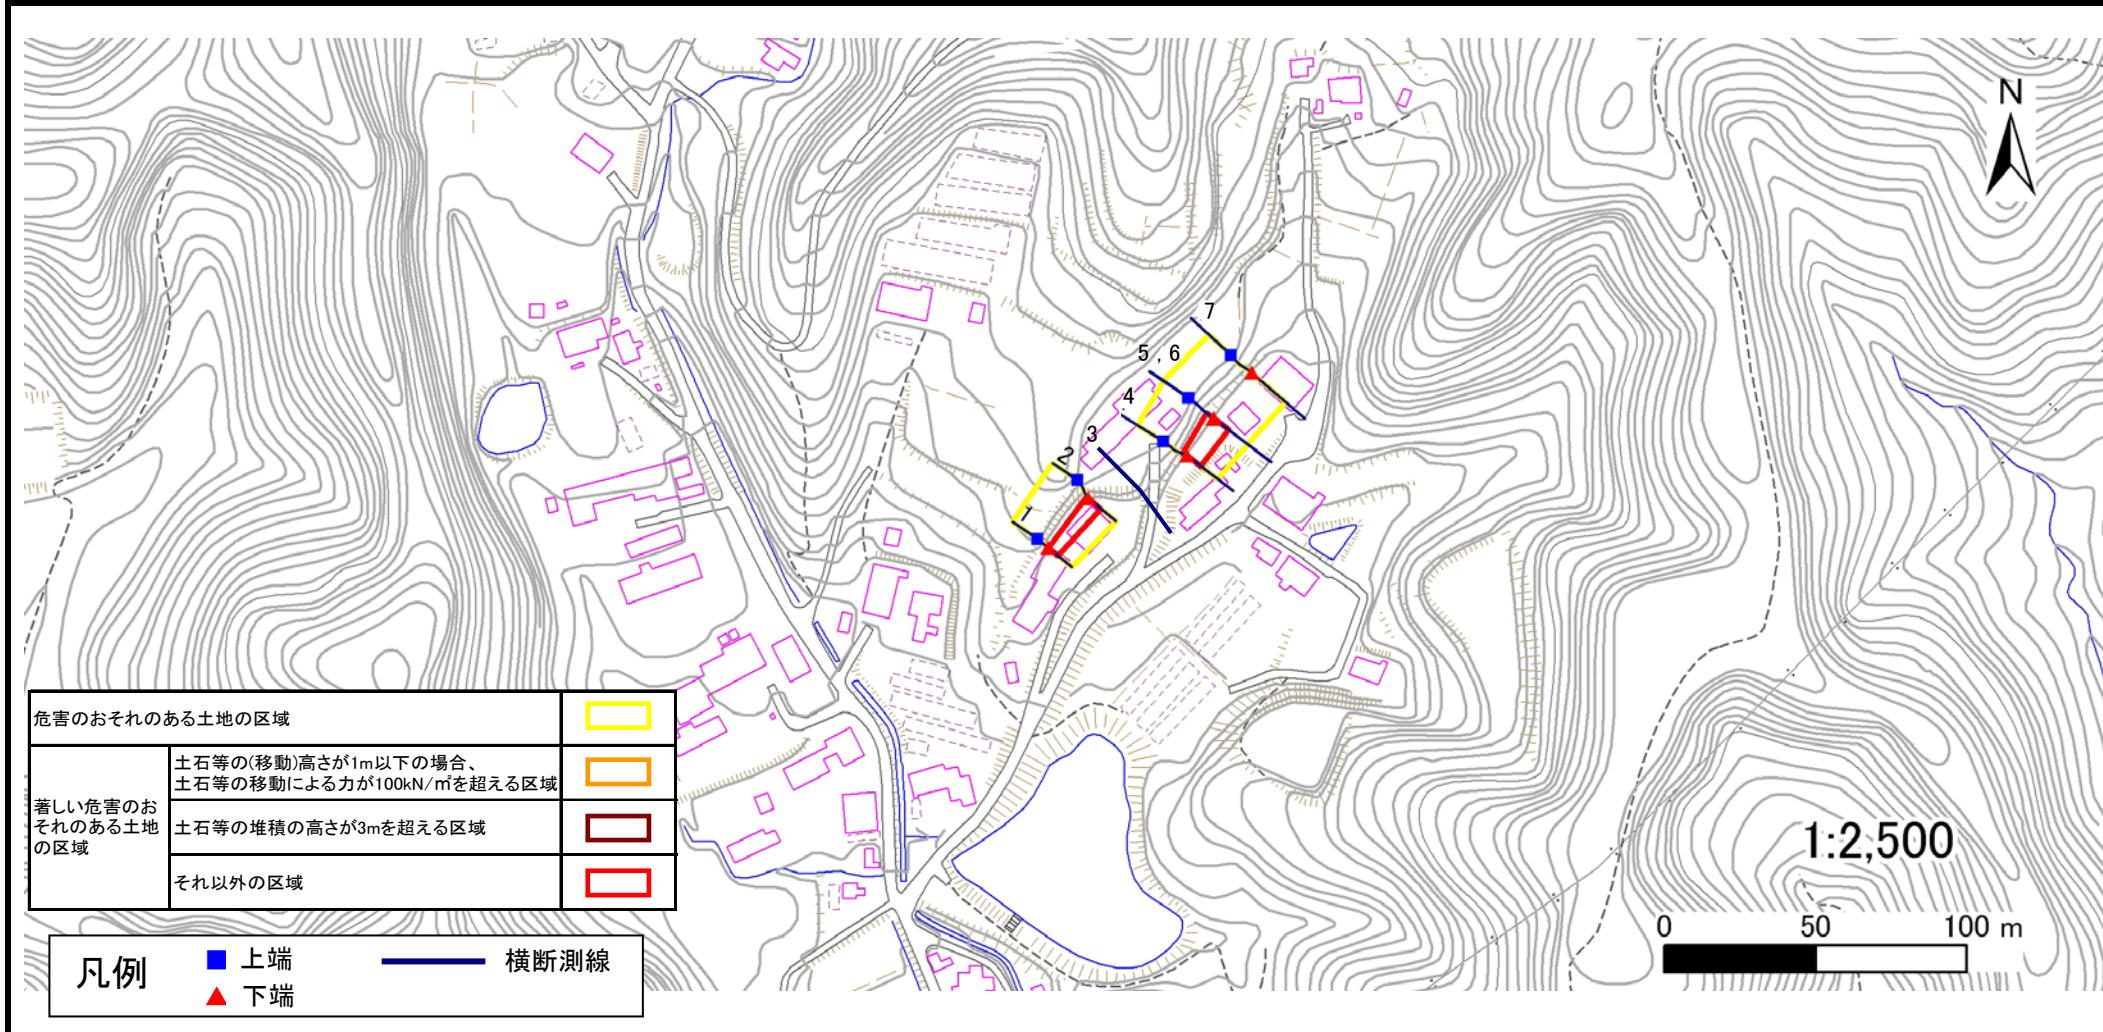 N
7
5 , 6
4
3
2
1
危害のおそれのある土地の区域
著しい危害のお
それのある土地
の区域
土石等の(移動)高さが1m以下の場合、
土石等の移動による力が100kN/㎡を超える区域
土石等の堆積の高さが3mを超える区域
それ以外の区域
1:2,500
0 50 100 m
凡例
上端
横断測線
下端